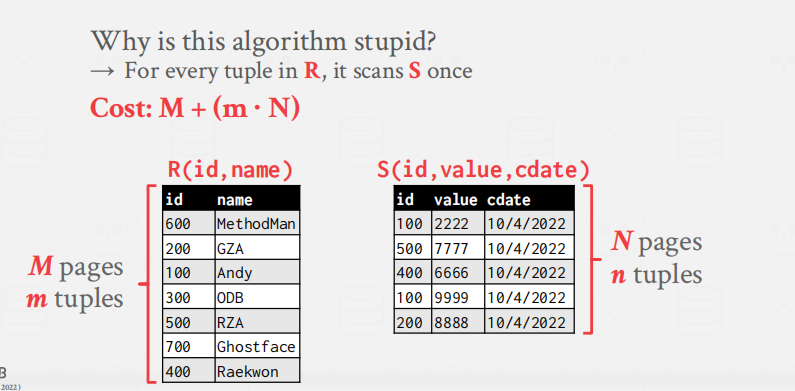 Why is this algorithm stupid?
→ For every tuple in R, it scans S once
Cost: M + (m · N)
R(id,name)
id name
600 MethodMan
200 GZA
100 Andy
300 ODB
500 RZA
700 Ghostface
400 Raekwon
M pages
m tuples
S(id,value,cdate)
id value cdate
100 2222 10/4/2022
500 7777 10/4/2022
400 6666 10/4/2022
100 9999 10/4/2022
200 8888 10/4/2022
N pages
n tuples
B
2022)